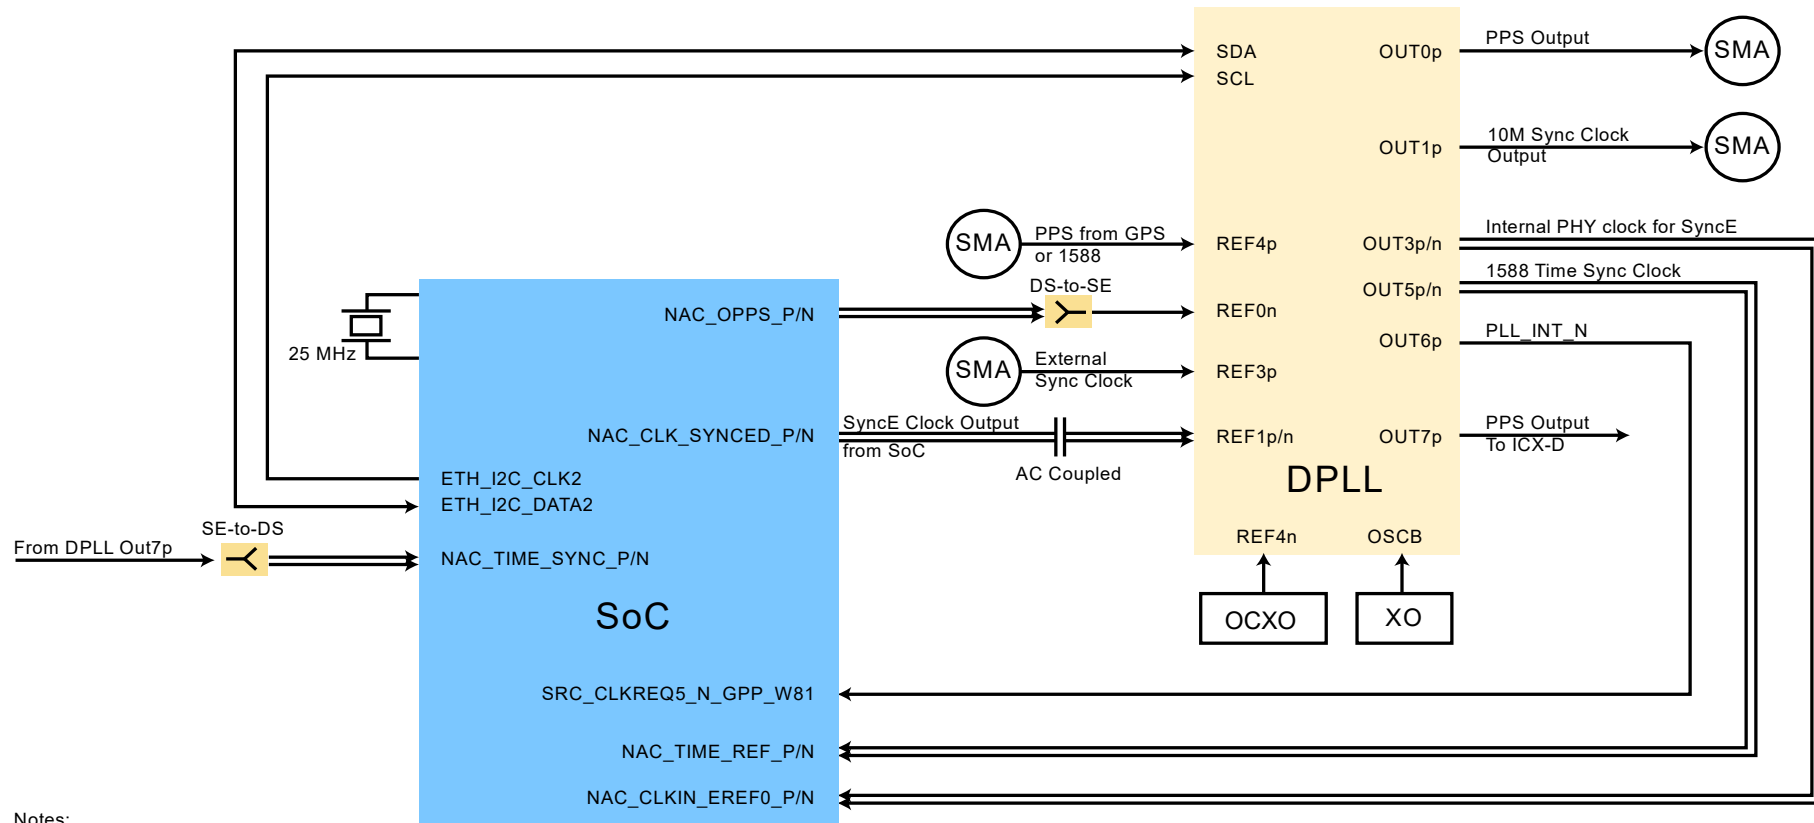 SDA
OUT0p
PPS Output
SMA
SCL
OUT1p
10M Sync Clock
Output
SMA
SMA
PPS from GPS
or 1588
REF4p
OUT3p/n
Internal PHY clock for SyncE
1588 Time Sync Clock
OUT5p/n
DS-to-SE
NAC_OPPS_P/N
REF0n
25 MHz
OUT6p
PLL_INT_N
SMA
External
Sync Clock
REF3p
NAC_CLK_SYNCED_P/N
SyncE Clock Output
from SoC
AC Coupled
REF1p/n
OUT7p
PPS Output
To ICX-D
DPLL
ETH_I2C_CLK2
ETH_I2C_DATA2
SE-to-DS
From DPLL Out7p
NAC_TIME_SYNC_P/N
REF4n
OSCB
OCXO
XO
SoC
SRC_CLKREQ5_N_GPP_W81
NAC_TIME_REF_P/N
NAC_CLKIN_EREF0_P/N
Notes: